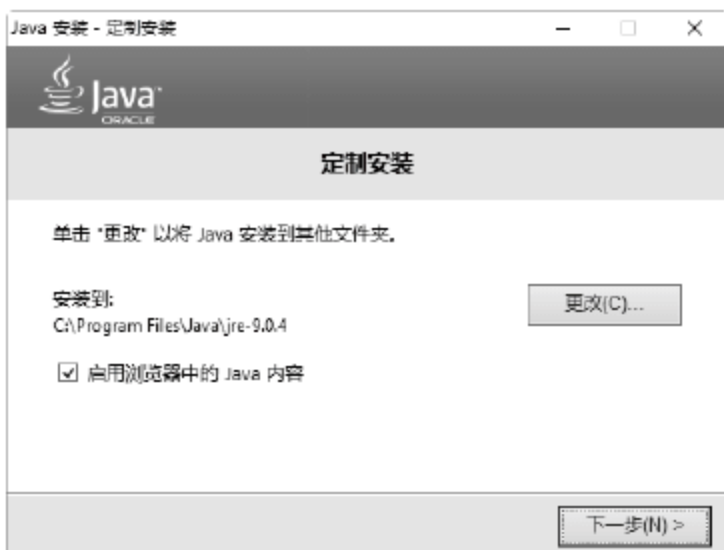 Java 安装 - 定制安装
Java
ORACLE
定制安装
单击 "更改" 以将 Java 安装到其他文件夹。
安装到:
C:\Program Files\Java\jre-9.0.4
更改(C)...
启用浏览器中的 Java 内容
下一步(N) >